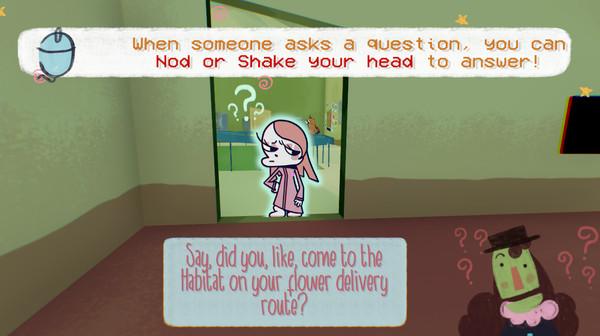 When someone asks a question, you can
Nod or Shake your head to answer!
???
Say, did you, like, come to the
Habitat on your flower delivery
route?